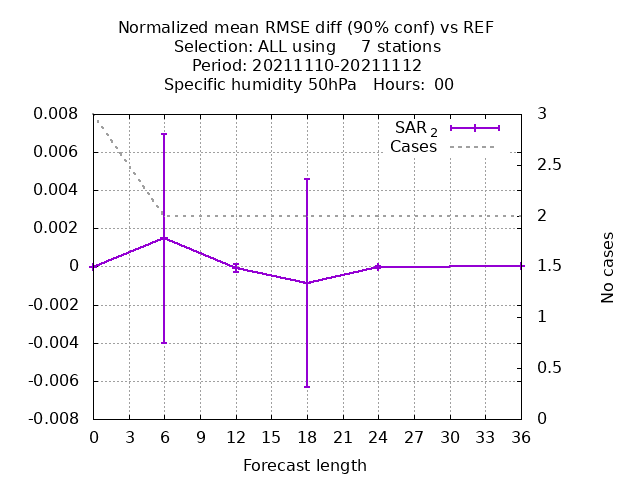 Normalized mean RMSE diff (90% conf) vs REF
Selection: ALL using 7 stations
Period: 20211110-20211112
Specific humidity 50hPa Hours: 00
0.008
0.006
0.004
0.002
0
-0.002
-0.004
-0.006
-0.008
SAR 2
Cases
3
2.5
2
1.5
1
0.5
0
No cases
0 3 6 9 12 15 18 21 24 27 30 33 36
Forecast length